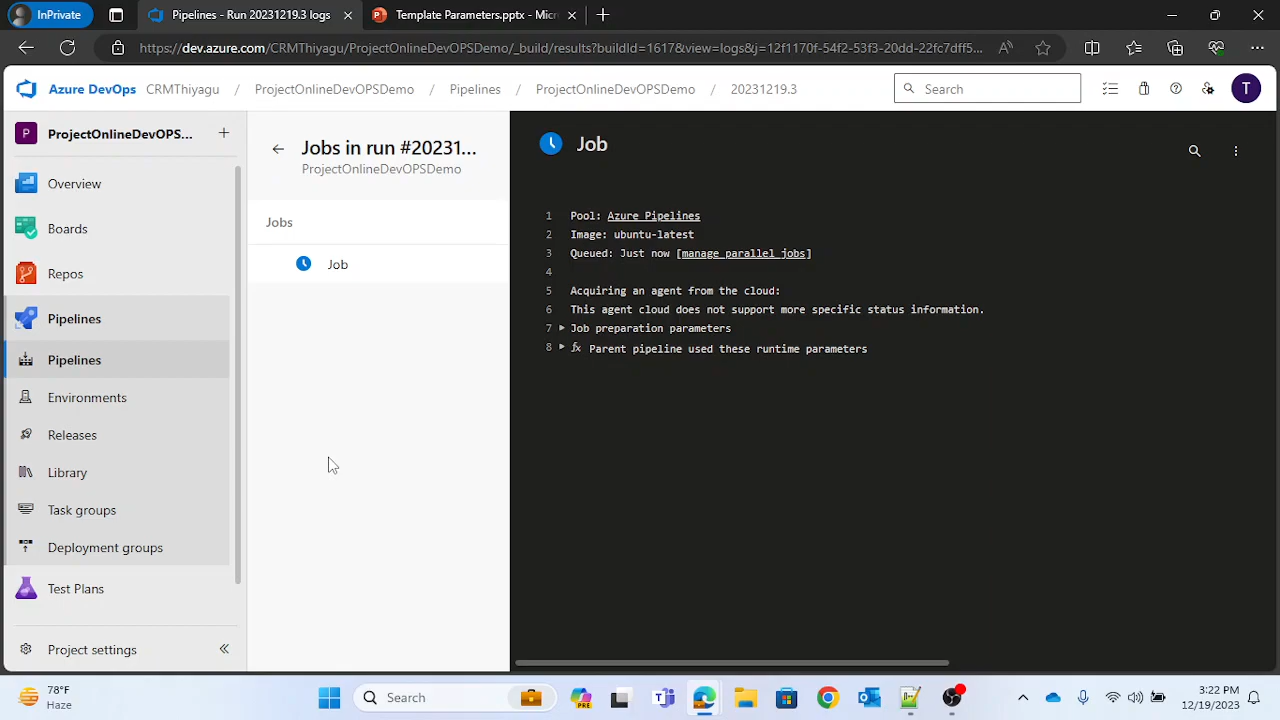 InPrivate
Pipelines - Run 20231219.3 logs
Template Parameters.pptx - Micr
https://dev.azure.com/CRMThiyagu/ProjectOnlineDevOPSDemo/_build/results?buildId=1617&view=logs&j=12f1170f-54f2-53f3-20dd-22fc7dff5...
Azure DevOps CRMThiyagu / ProjectOnlineDevOPSDemo / Pipelines / ProjectOnlineDevOPSDemo / 20231219.3
Search
T
P ProjectOnlineDevOPS... +
Overview
Boards
Repos
Pipelines
Pipelines
Environments
Releases
Library
Task groups
Deployment groups
Test Plans
Project settings
Jobs in run #20231...
ProjectOnlineDevOPSDemo
Jobs
Job
Job
1 Pool: Azure Pipelines
2 Image: ubuntu-latest
3 Queued: Just now [manage parallel jobs]
4
5 Acquiring an agent from the cloud:
6 This agent cloud does not support more specific status information.
7 Job preparation parameters
8 fx Parent pipeline used these runtime parameters
78°F
Haze
Search
PRE
3:22 PM
12/19/2023